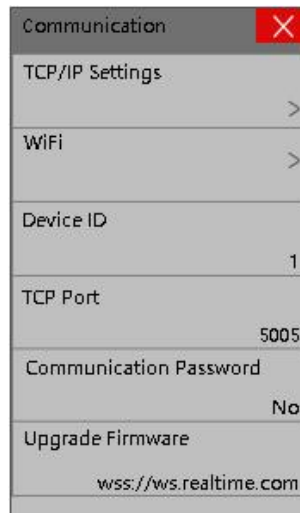 Communication
TCP/IP Settings
>
WiFi
>
Device ID
1
TCP Port
5005
Communication Password
No
Upgrade Firmware
wss://ws.realtime.com